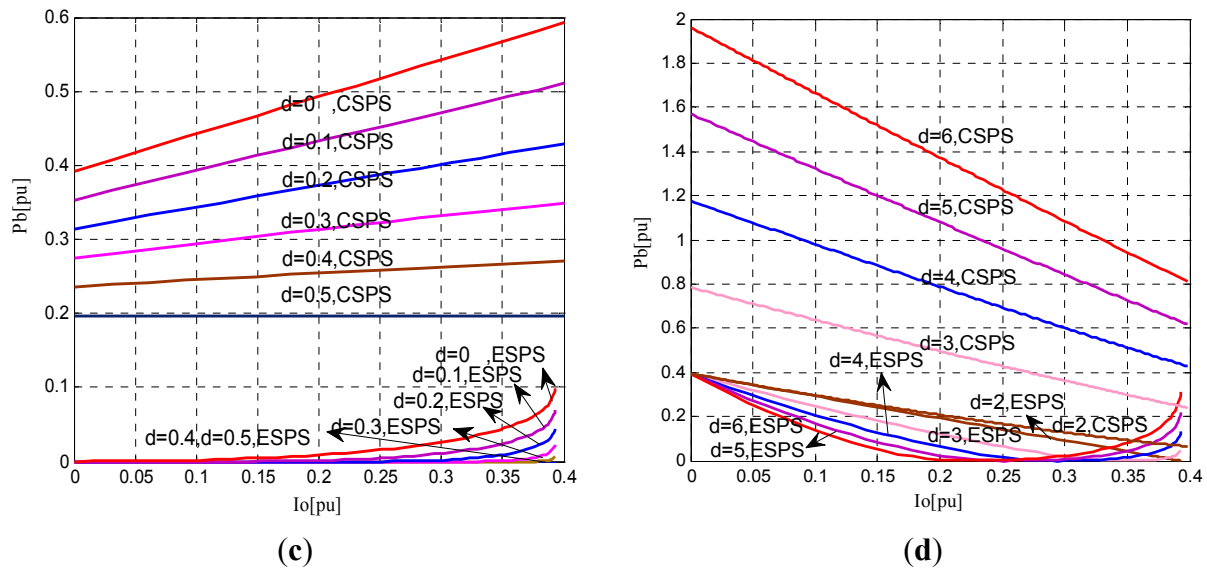 0.6
0.5
0.4
0.3
0.2
0.1
0
Pb[pu]
d=0 ,CSPS
d=0.1,CSPS
d=0.2,CSPS
d=0.3,CSPS
d=0.4,CSPS
d=0.5,CSPS
d=0 ,ESPS
d=0.1,ESPS
d=0.2,ESPS
d=0.3,ESPS
d=0.4,d=0.5,ESPS
0 0.05 0.1 0.15 0.2 0.25 0.3 0.35 0.4
Io[pu]
(c)
2
1.8
1.6
1.4
1.2
1
0.8
0.6
0.4
0.2
0
Pb[pu]
d=6,CSPS
d=5,CSPS
d=4,CSPS
d=3,CSPS
d=4,ESPS
d=2,ESPS
d=6,ESPS
d=3,ESPS
d=2,CSPS
d=5,ESPS
0 0.05 0.1 0.15 0.2 0.25 0.3 0.35 0.4
Io[pu]
(d)